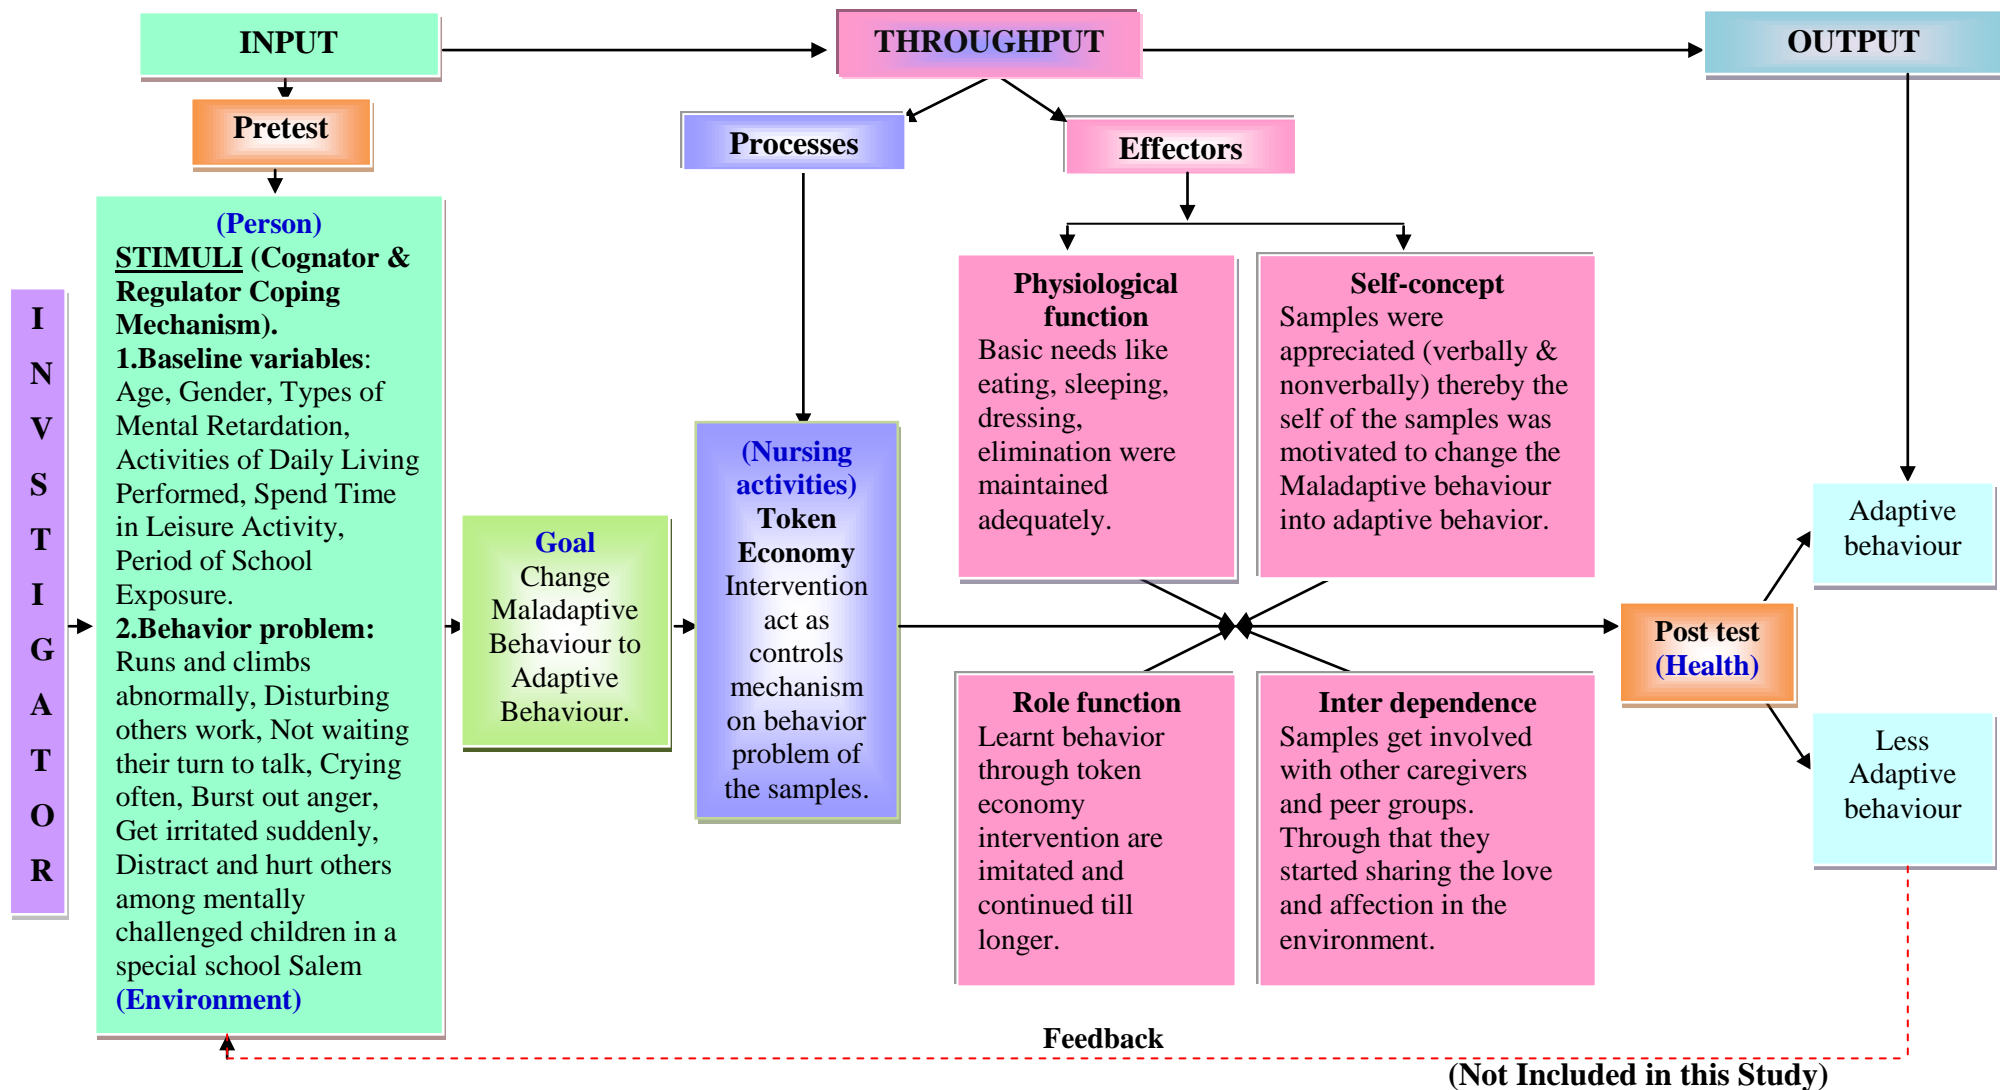 INPUT
THROUGHPUT
OUTPUT
Pretest
Processes
Effectors
I
N
V
S
T
I
G
A
T
O
R
(Person)
STIMULI (Cognator &
Regulator Coping
Mechanism).
1.Baseline variables:
Age, Gender, Types of
Mental Retardation,
Activities of Daily Living
Performed, Spend Time
in Leisure Activity,
Period of School
Exposure.
2.Behavior problem:
Runs and climbs
abnormally, Disturbing
others work, Not waiting
their turn to talk, Crying
often, Burst out anger,
Get irritated suddenly,
Distract and hurt others
among mentally
challenged children in a
special school Salem
(Environment)
Goal
Change
Maladaptive
Behaviour to
Adaptive
Behaviour.
(Nursing
activities)
Token
Economy
Intervention
act as
controls
mechanism
on behavior
problem of
the samples.
Physiological
function
Basic needs like
eating, sleeping,
dressing,
elimination were
maintained
adequately.
Self-concept
Samples were
appreciated (verbally &
nonverbally) thereby the
self of the samples was
motivated to change the
Maladaptive behaviour
into adaptive behavior.
Role function
Learnt behavior
through token
economy
intervention are
imitated and
continued till
longer.
Inter dependence
Samples get involved
with other caregivers
and peer groups.
Through that they
started sharing the love
and affection in the
environment.
Post test
(Health)
Adaptive
behaviour
Less
Adaptive
behaviour
Feedback
(Not Included in this Study)